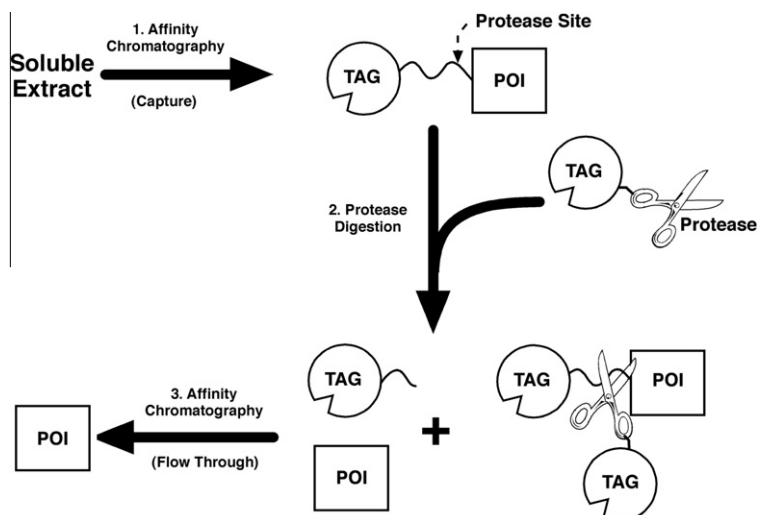 1. Affinity
Chromatography
Soluble
Extract
(Capture)
Protease Site
TAG
POI
TAG
Protease
2. Protease
Digestion
TAG
POI
+
TAG
POI
TAG
3. Affinity
Chromatography
(Flow Through)
POI